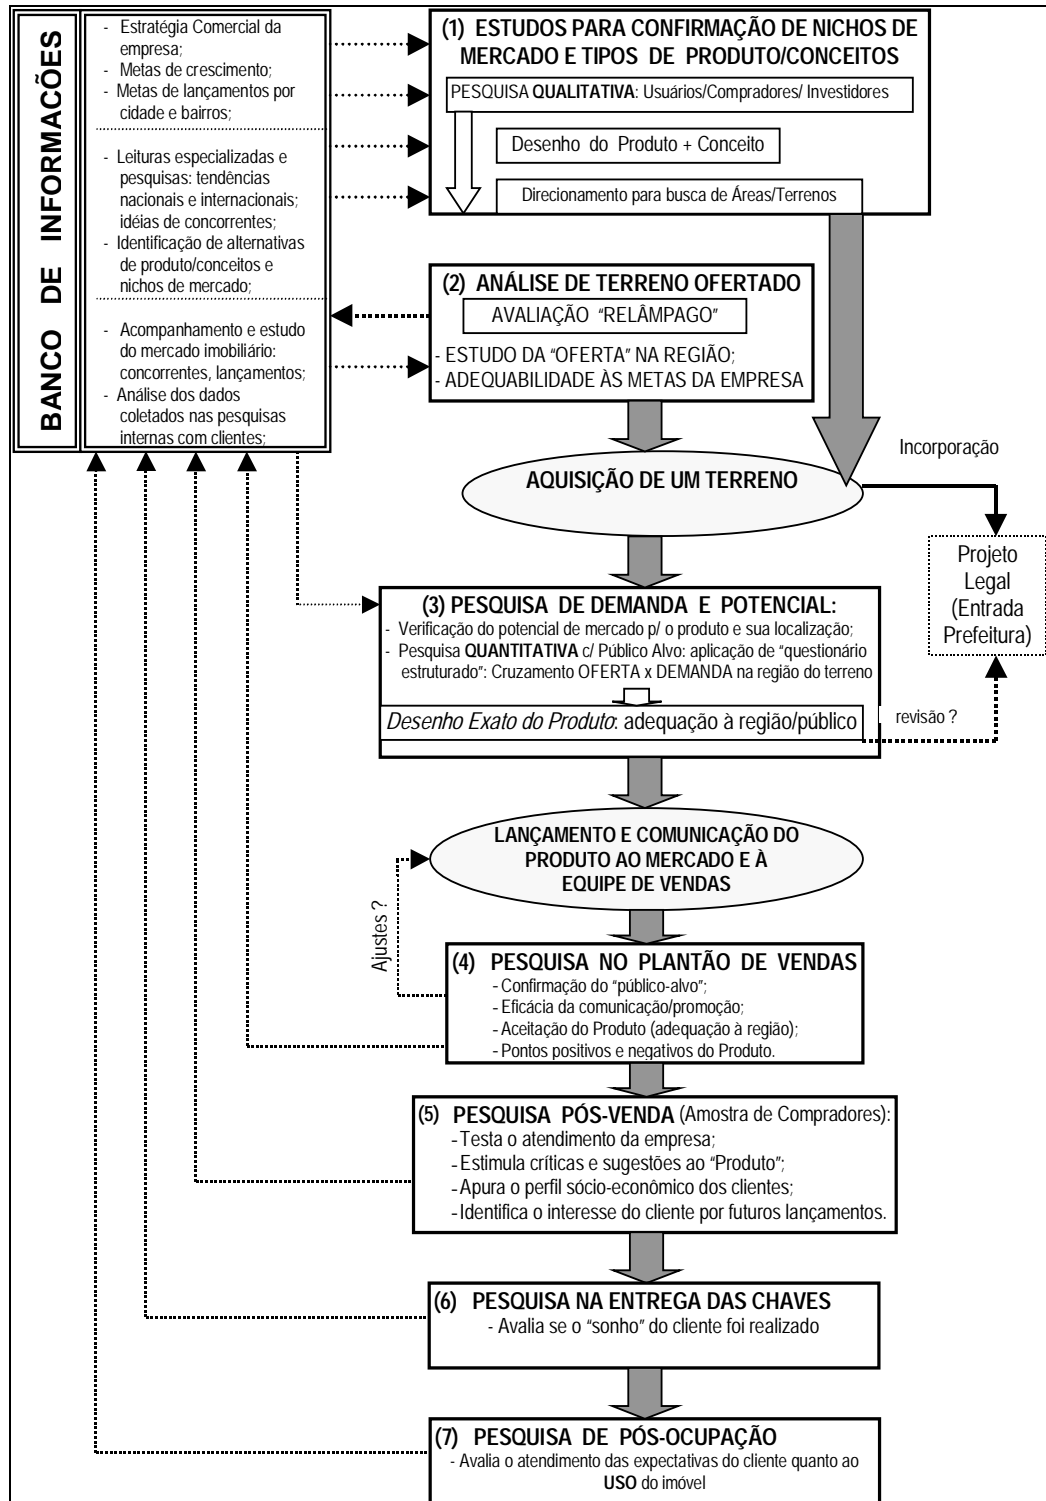 BANCO DE INFORMAÇÕES
- Estratégia Comercial da
empresa;
- Metas de crescimento;
- Metas de lançamentos por
cidade e bairros;
- Leituras especializadas e
pesquisas: tendências
nacionais e internacionais;
idéias de concorrentes;
- Identificação de alternativas
de produto/conceitos e
nichos de mercado;
- Acompanhamento e estudo
do mercado imobiliário:
concorrentes, lançamentos;
- Análise dos dados
coletados nas pesquisas
internas com clientes;
(1) ESTUDOS PARA CONFIRMAÇÃO DE NICHOS DE
MERCADO E TIPOS DE PRODUTO/CONCEITOS
PESQUISA QUALITATIVA: Usuários/Compradores/ Investidores
Desenho do Produto + Conceito
Direcionamento para busca de Áreas/Terrenos
(2) ANÁLISE DE TERRENO OFERTADO
AVALIAÇÃO “RELÂMPAGO”
- ESTUDO DA “OFERTA” NA REGIÃO;
- ADEQUABILIDADE ÀS METAS DA EMPRESA
Incorporação
AQUISIÇÃO DE UM TERRENO
Projeto
Legal
(Entrada
Prefeitura)
(3) PESQUISA DE DEMANDA E POTENCIAL:
- Verificação do potencial de mercado p/ o produto e sua localização;
- Pesquisa QUANTITATIVA c/ Público Alvo: aplicação de “questionário
estruturado”: Cruzamento OFERTA x DEMANDA na região do terreno
Desenho Exato do Produto: adequação à região/público
revisão ?
LANÇAMENTO E COMUNICAÇÃO DO
PRODUTO AO MERCADO E À
EQUIPE DE VENDAS
Ajustes ?
(4) PESQUISA NO PLANTÃO DE VENDAS
- Confirmação do “público-alvo”;
- Eficácia da comunicação/promoção;
- Aceitação do Produto (adequação à região);
- Pontos positivos e negativos do Produto.
(5) PESQUISA PÓS-VENDA (Amostra de Compradores):
- Testa o atendimento da empresa;
- Estimula críticas e sugestões ao “Produto”;
- Apura o perfil sócio-econômico dos clientes;
- Identifica o interesse do cliente por futuros lançamentos.
(6) PESQUISA NA ENTREGA DAS CHAVES
- Avalia se o “sonho” do cliente foi realizado
(7) PESQUISA DE PÓS-OCUPAÇÃO
- Avalia o atendimento das expectativas do cliente quanto ao
USO do imóvel